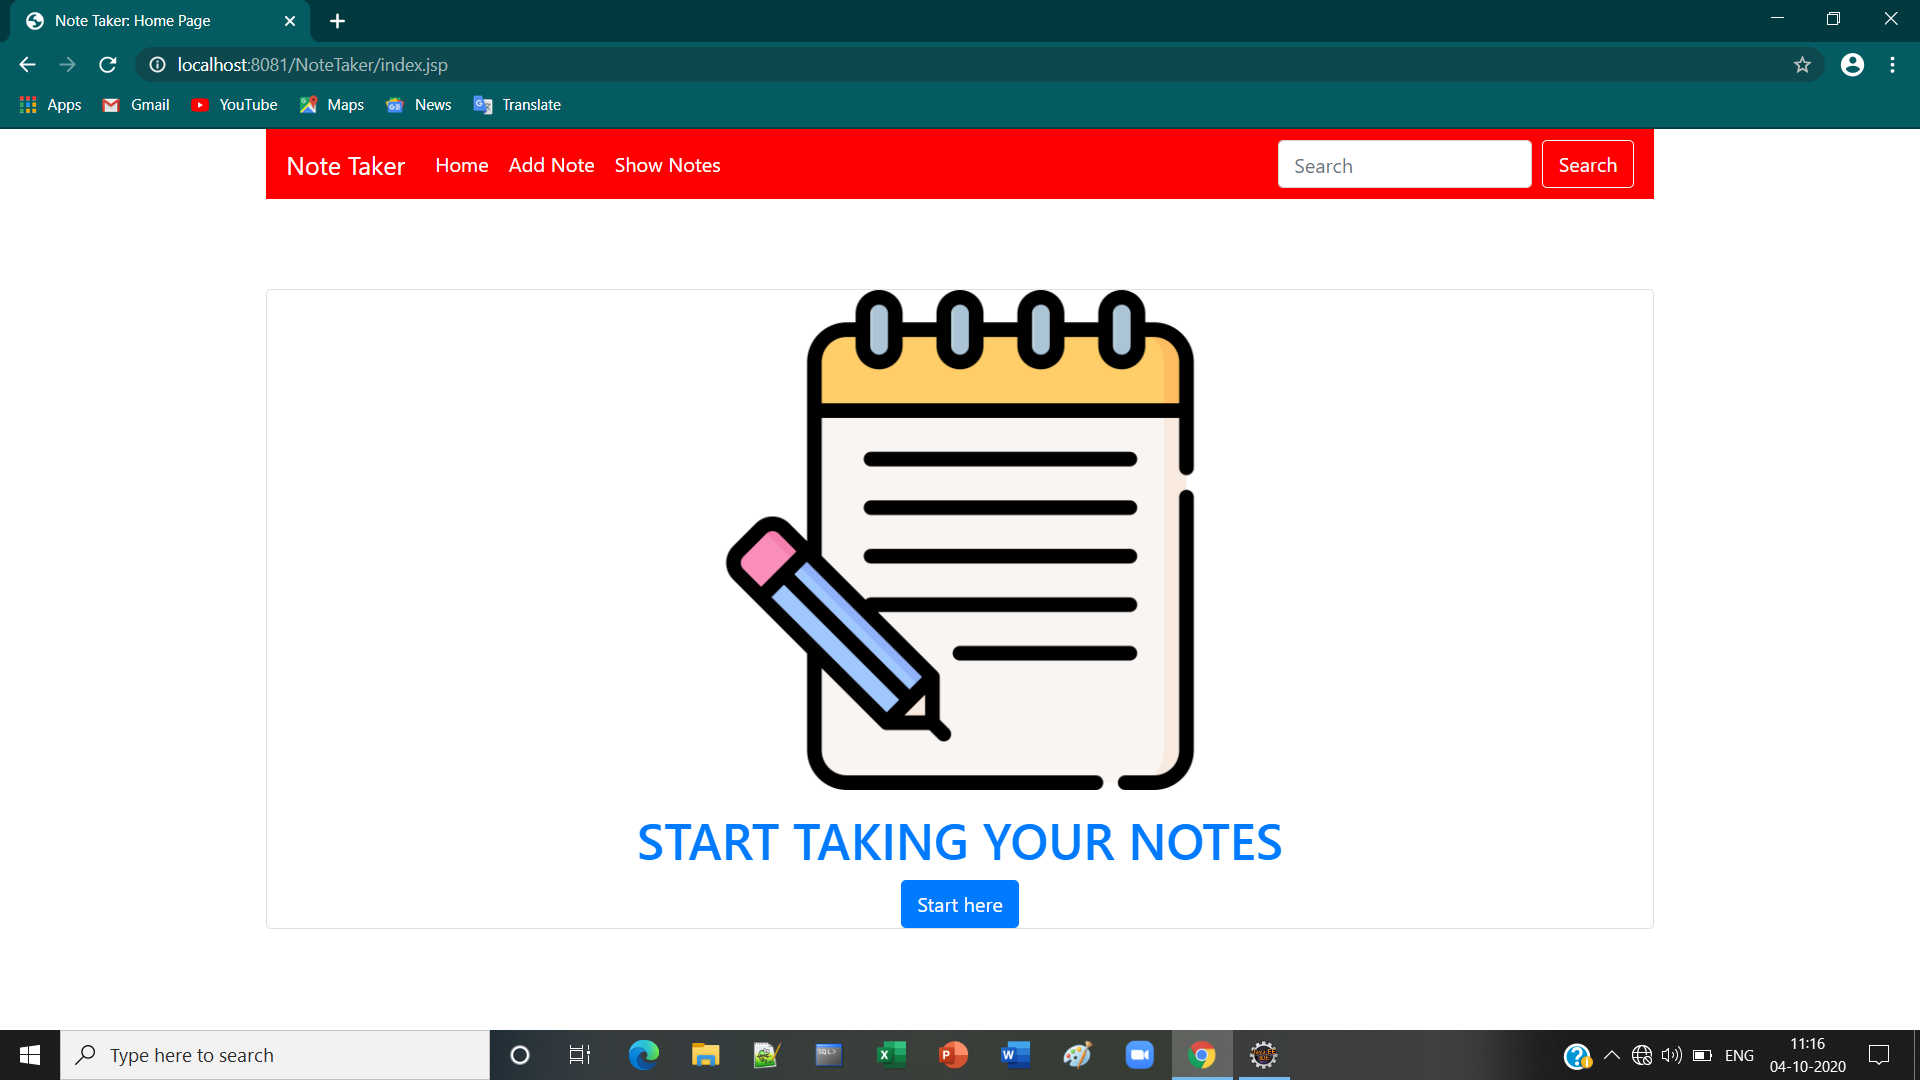 Note Taker: Home Page
localhost:8081/NoteTaker/index.jsp
Apps Gmail YouTube Maps News Translate
Note Taker Home Add Note Show Notes Search Search
START TAKING YOUR NOTES
Start here
Type here to search
ENG
11:16
04-10-2020